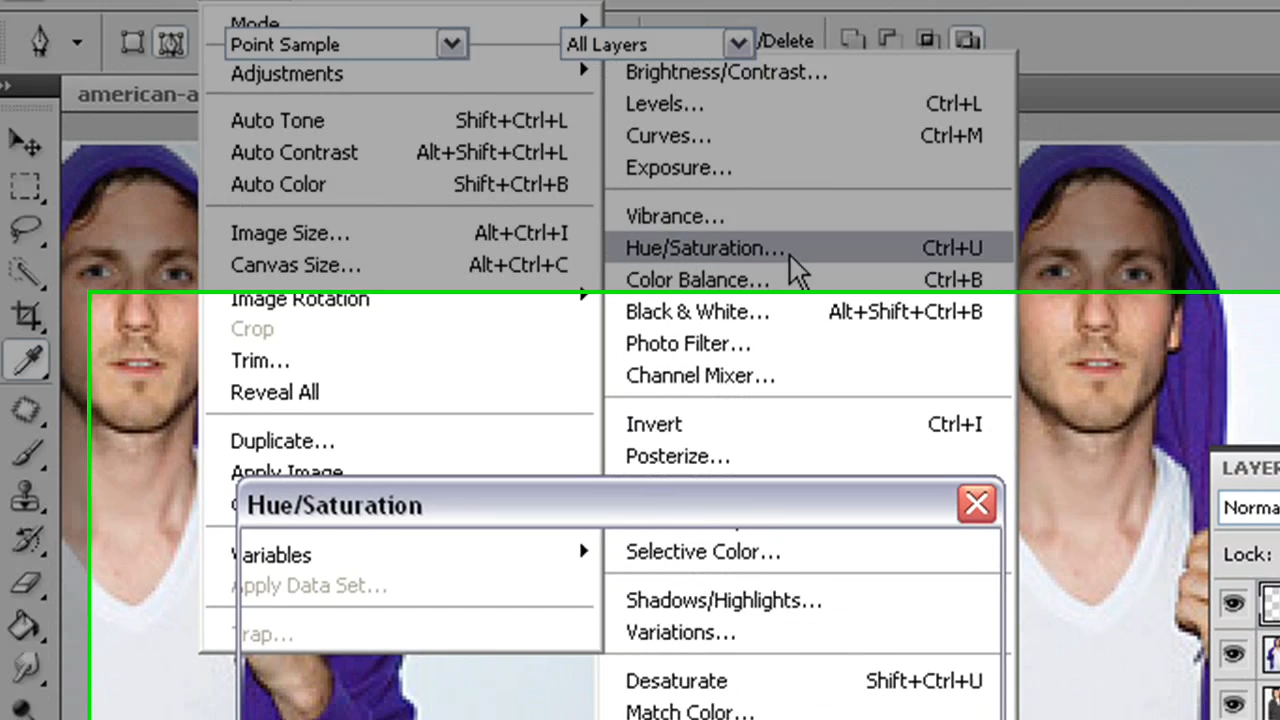 Mode
Point Sample
All Layers
/Delete
Adjustments
american-a
Auto Tone Shift+Ctrl+L
Auto Contrast Alt+Shift+Ctrl+L
Auto Color Shift+Ctrl+B
Image Size... Alt+Ctrl+I
Canvas Size... Alt+Ctrl+C
Image Rotation
Crop
Trim...
Reveal All
Duplicate...
Apply Image
Variables
Apply Data Set...
Trap...
Brightness/Contrast...
Levels... Ctrl+L
Curves... Ctrl+M
Exposure...
Vibrance...
Hue/Saturation... Ctrl+U
Color Balance... Ctrl+B
Black & White... Alt+Shift+Ctrl+B
Photo Filter...
Channel Mixer...
Invert Ctrl+I
Posterize...
Hue/Saturation
Selective Color...
Shadows/Highlights...
Variations...
Desaturate Shift+Ctrl+U
Match Color...
LAYER
Norma
Lock: